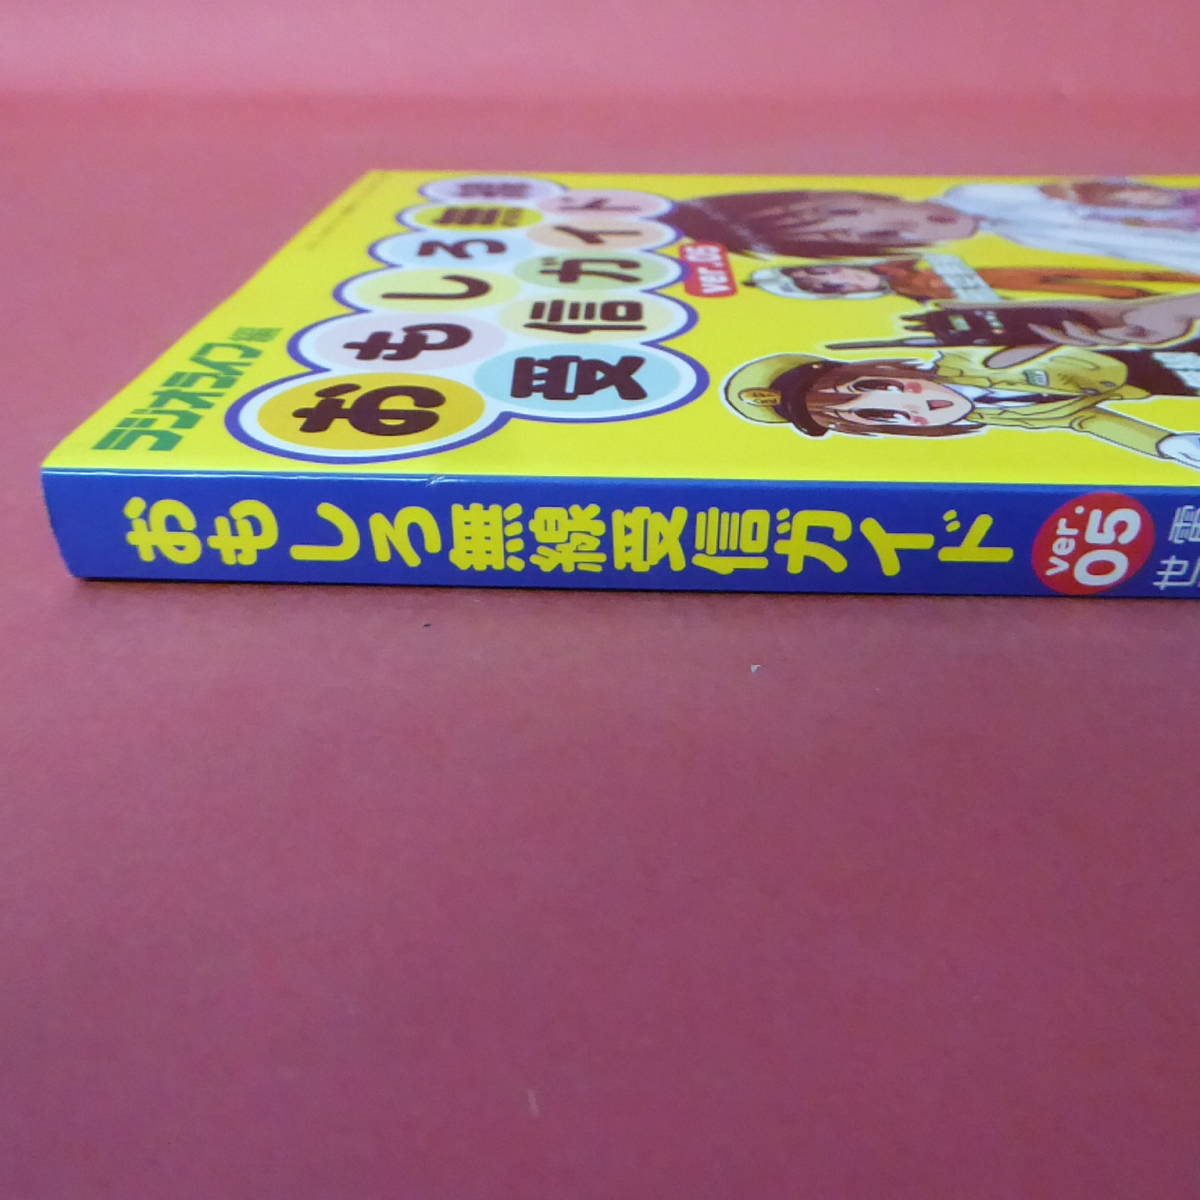 ラジオライフ編
おもしろ無線
受信ガイド
ver.05
おもしろ無線受信ガイド ver. 05